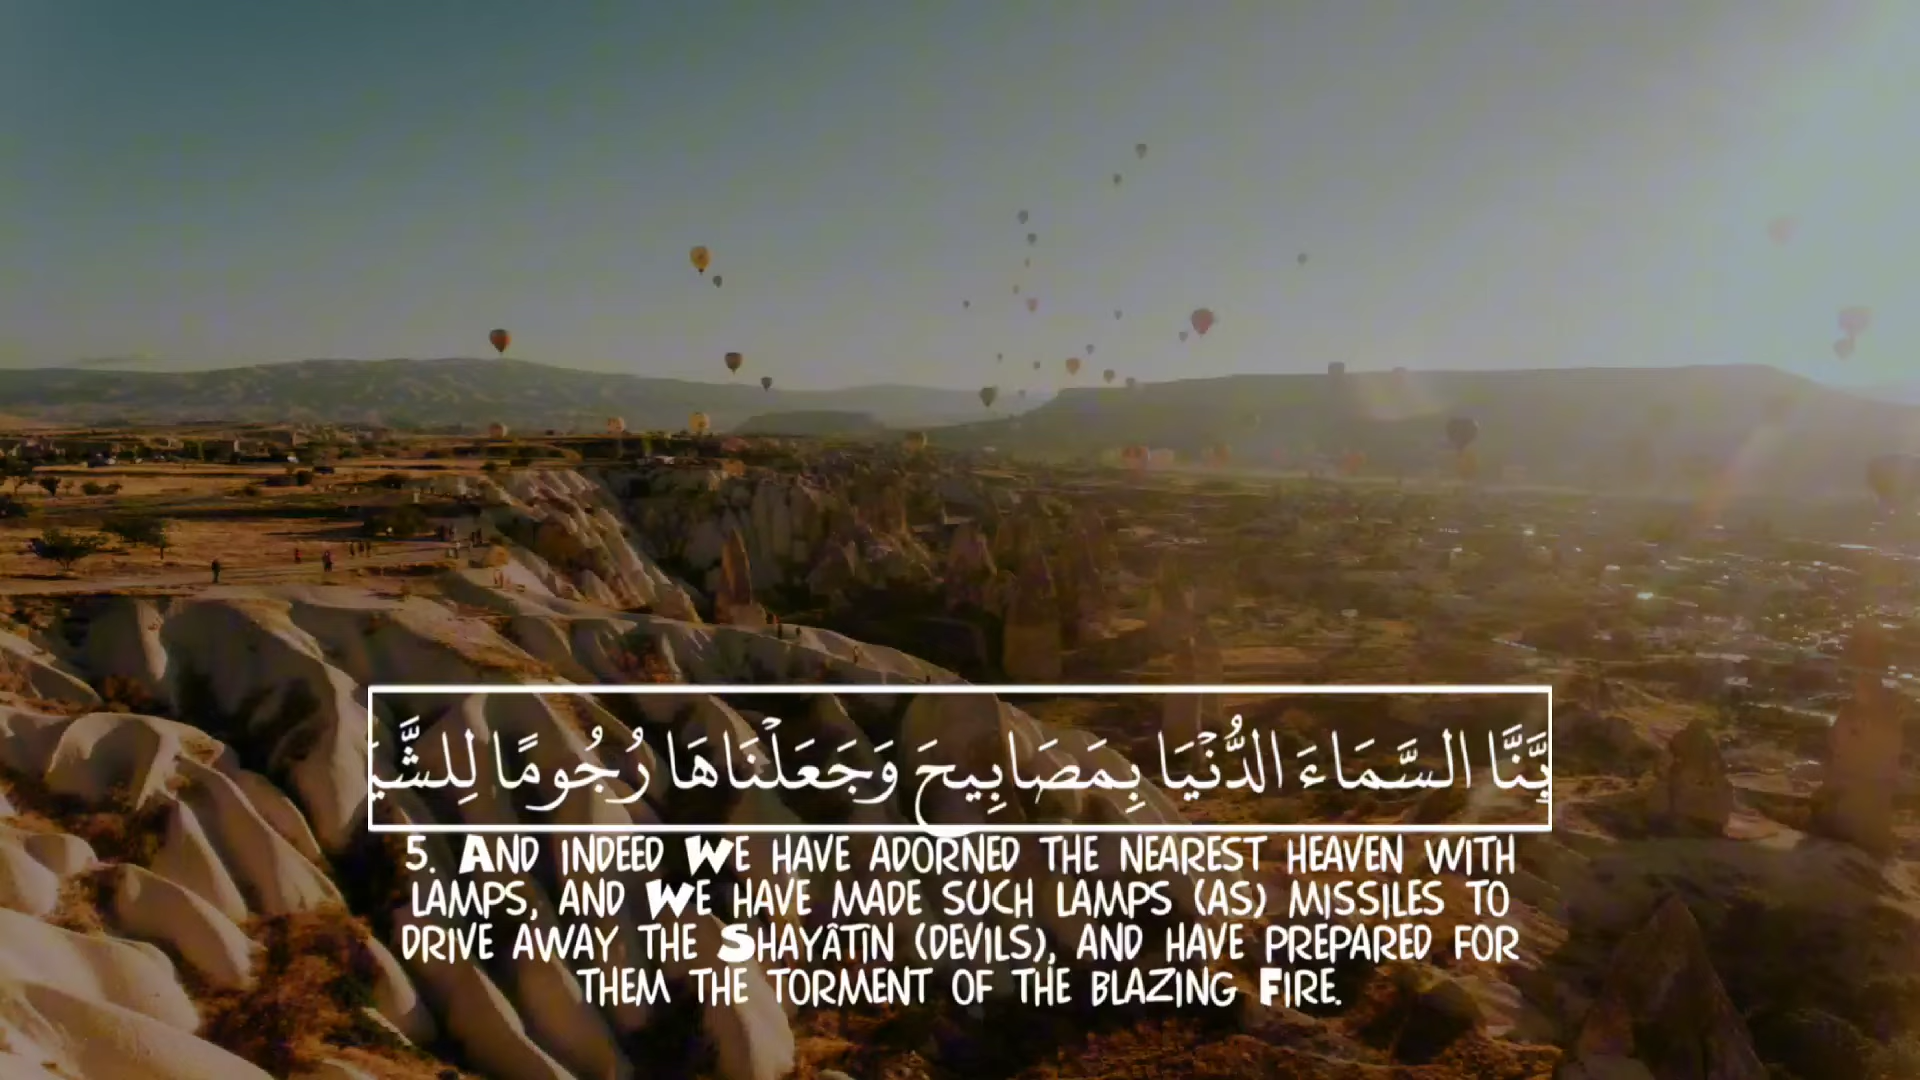 السَّمَاءَ الدُّنْيَا بِمَصَابِيحَ وَجَعَلْنَاهَا رُجُومًا
5. And indeed We have adorned the nearest heaven with
lamps, and We have made such lamps (as) missiles to
drive away the Shayâtîn (devils), and have prepared for
them the torment of the blazing Fire.